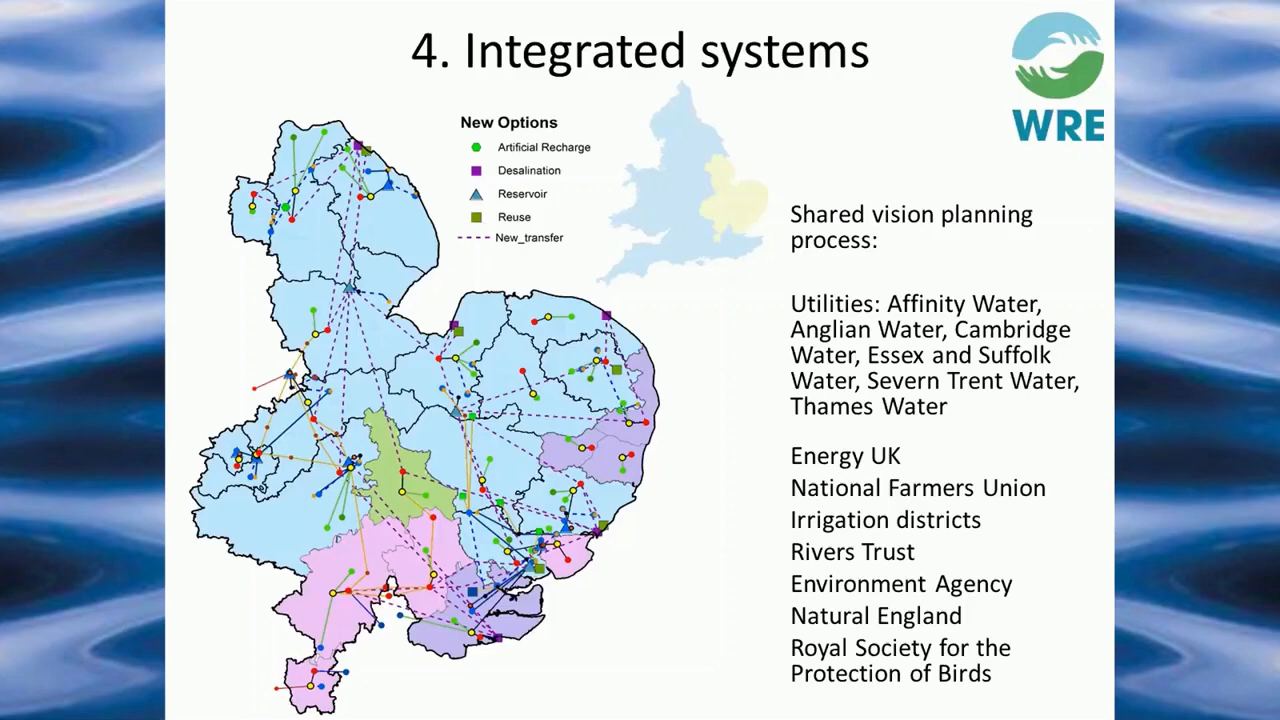 4. Integrated systems
WRE
New Options
Artificial Recharge
Desalination
Reservoir
Reuse
New_transfer
Shared vision planning
process:
Utilities: Affinity Water,
Anglian Water, Cambridge
Water, Essex and Suffolk
Water, Severn Trent Water,
Thames Water
Energy UK
National Farmers Union
Irrigation districts
Rivers Trust
Environment Agency
Natural England
Royal Society for the
Protection of Birds